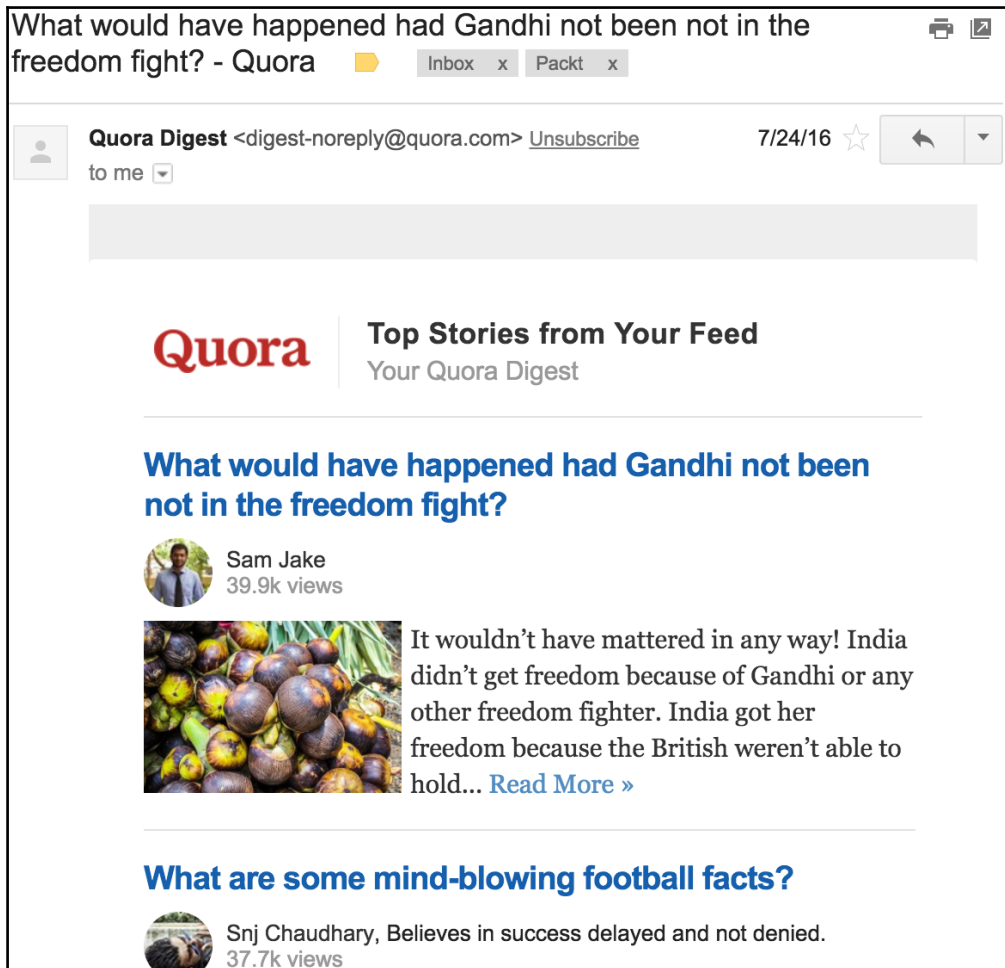 What would have happened had Gandhi not been not in the
freedom fight? - Quora
Inbox x Packt x
Quora Digest <digest-noreply@quora.com> Unsubscribe 7/24/16
to me
Quora
Top Stories from Your Feed
Your Quora Digest
What would have happened had Gandhi not been
not in the freedom fight?
Sam Jake
39.9k views
It wouldn’t have mattered in any way! India
didn’t get freedom because of Gandhi or any
other freedom fighter. India got her
freedom because the British weren’t able to
hold... Read More »
What are some mind-blowing football facts?
Snj Chaudhary, Believes in success delayed and not denied.
37.7k views